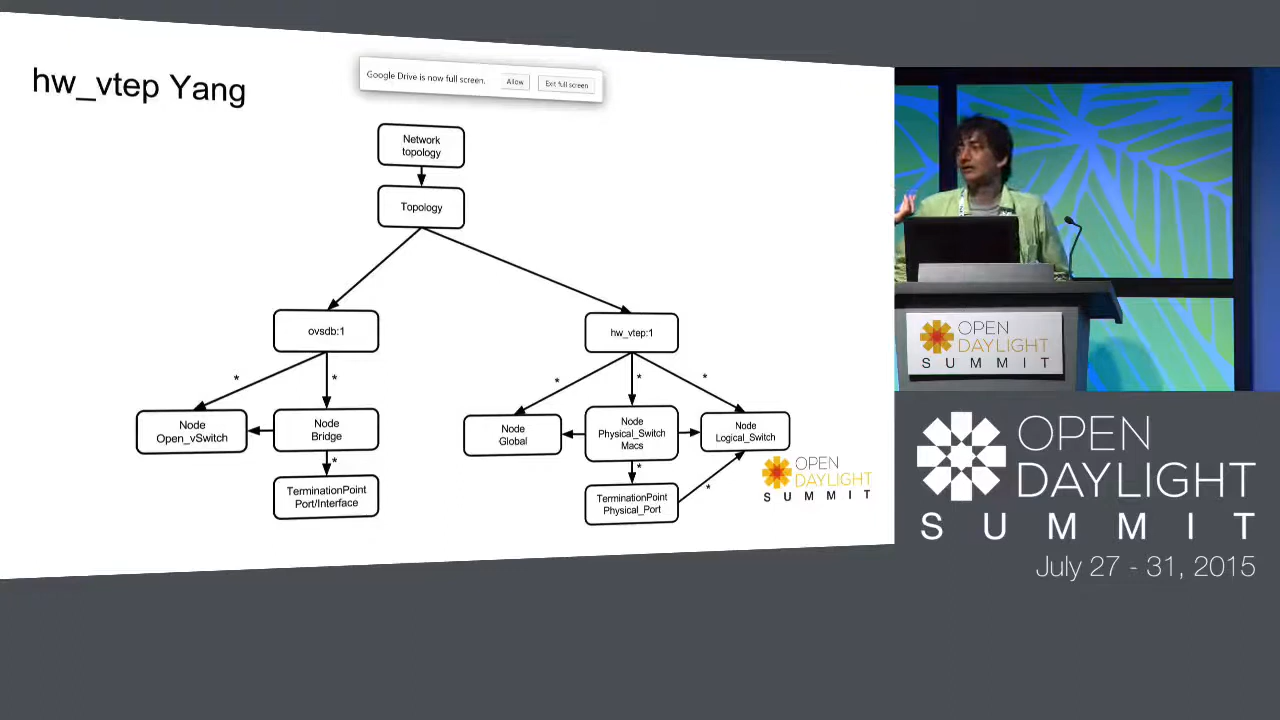 hw_vtep Yang
Google Drive is now full screen.
Allow
Exit full screen
Network
topology
Topology
ovsdb:1
hw_vtep:1
*
*
*
*
*
Node
Open_vSwitch
Node
Bridge
Node
Global
Node
Physical_Switch
Macs
Node
Logical_Switch
*
*
*
TerminationPoint
Port/Interface
TerminationPoint
Physical_Port
OPEN
DAYLIGHT
SUMMIT
OPEN
DAYLIGHT
SUMMIT
OPEN
DAYLIGHT
SUMMIT
July 27 - 31, 2015